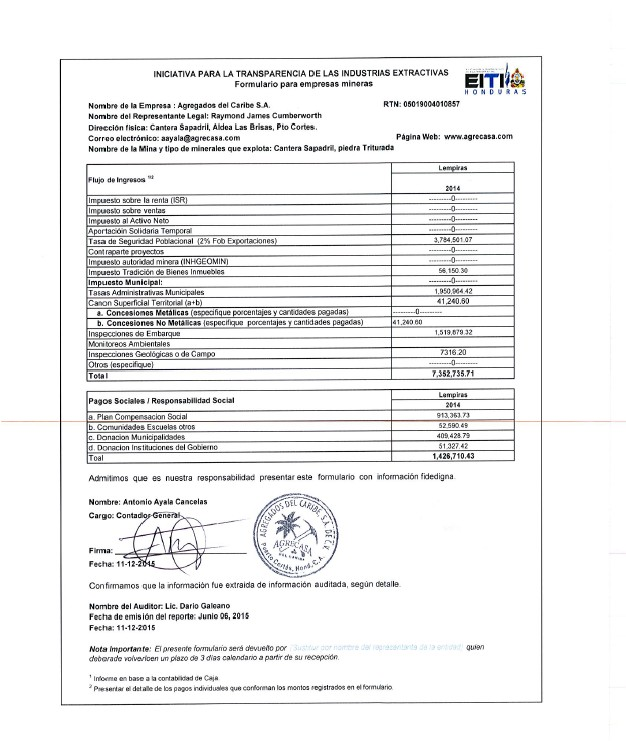 INICIATIVA PARA LA TRANSPARENCIA DE LAS INDUSTRIAS EXTRACTIVAS
Formulario para empresas mineras
EITI
HONDURAS
Nombre de la Empresa : Agregados del Caribe S.A. RTN: 05019004010857
Nombre del Representante Legal: Raymond James Cumberworth
Dirección física: Cantera Sapadril, Aldea Las Brisas, Pto Cortes.
Correo electrónico: aayala@agrecasa.com Página Web: www.agrecasa.com
Nombre de la Mina y tipo de minerales que explota: Cantera Sapadril, piedra Triturada
Flujo de Ingresos 1/2 Lempiras
2014
Impuesto sobre la renta (ISR) ---------0---------
Impuesto sobre ventas ---------0---------
Impuesto al Activo Neto ---------0---------
Aportación Solidaria Temporal ---------0---------
Tasa de Seguridad Poblacional (2% Fob Exportaciones) 3,784,501.07
Contraparte proyectos ---------0---------
Impuesto autoridad minera (INHGEOMIN) ---------0---------
Impuesto Tradición de Bienes Inmuebles 56,150.30
Impuesto Municipal: ---------0---------
Tasas Administrativas Municipales 1,950,964.42
Canon Superficial Territorial (a+b) 41,240.60
a. Concesiones Metálicas (especifique porcentajes y cantidades pagadas) ---------0---------
b. Concesiones No Metálicas (especifique porcentajes y cantidades pagadas) 41,240.60
Inspecciones de Embarque 1,519,879.32
Monitoreos Ambientales
Inspecciones Geológicas o de Campo 7316.20
Otros (especifique) ---------0---------
Total 7,352,735.71
Pagos Sociales / Responsabilidad Social Lempiras
2014
a. Plan Compensacion Social 913,363.73
b. Comunidades Escuelas otros 52,590.49
c. Donacion Municipalidades 409,428.79
d. Donacion Instituciones del Gobierno 51,327.42
Toal 1,426,710.43
Admitimos que es nuestra responsabilidad presentar este formulario con información fidedigna.
Nombre: Antonio Ayala Cancelas
Cargo: Contador General
Firma:
Fecha: 11-12-2015
AGREGADOS DEL CARIBE, S.A. DE C.V.
AGRECASA
DEL CARIBE
Puerto Cortés, Hond. C.A.
Confirmamos que la información fue extraida de información auditada, según detalle.
Nombre del Auditor: Lic. Dario Galeano
Fecha de emisión del reporte: Junio 06, 2015
Fecha: 11-12-2015
Nota Importante: El presente formulario será devuelto por (Sustituir por nombre del representante de la entidad) quien
deberade volverloen un plazo de 3 días calendario a partir de su recepción.
1 Informe en base a la contabilidad de Caja.
2 Presentar el detalle de los pagos individuales que conforman los montos registrados en el formulario.